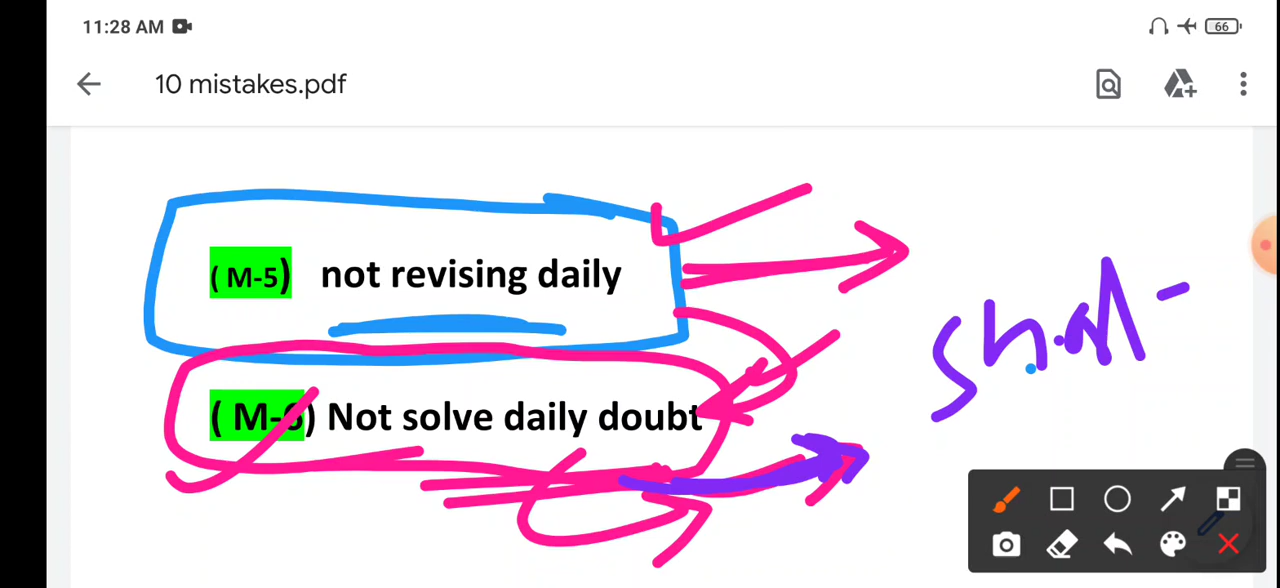 11:28 AM
66
10 mistakes.pdf
( M-5) not revising daily
( M-6) Not solve daily doubt